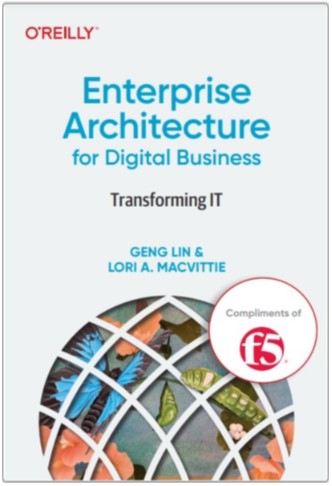 O'REILLY®
Enterprise
Architecture
for Digital Business
Transforming IT
GENG LIN &
LORI A. MACVITTIE
Compliments of
f5®